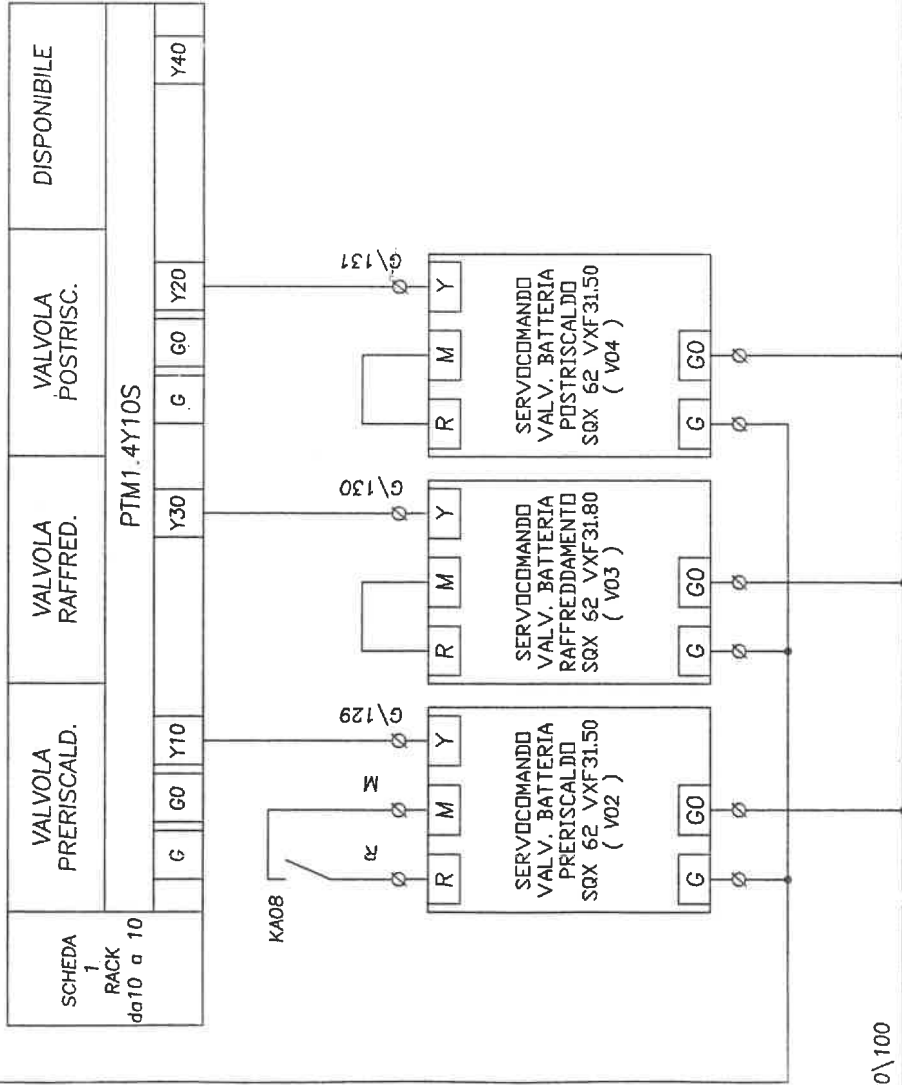 SCHEDA
1
RACK
da10 a 10
VALVOLA
PRERISCALD.
VALVOLA
RAFFRED.
VALVOLA
POSTRISC.
DISPONIBILE
PTM1.4Y10S
G
G0
Y10
Y30
G
G0
Y20
Y40
KA08
R
M
G\129
G\130
G\131
R
M
Y
SERVOCOMANDO
VALV. BATTERIA
PRERISCALDO
SQX 62 VXF31.50
( V02 )
G
G0
R
M
Y
SERVOCOMANDO
VALV. BATTERIA
RAFFREDDAMENTO
SQX 62 VXF31.80
( V03 )
G
G0
R
M
Y
SERVOCOMANDO
VALV. BATTERIA
POSTRISCALDO
SQX 62 VXF31.50
( V04 )
G
G0
0\100